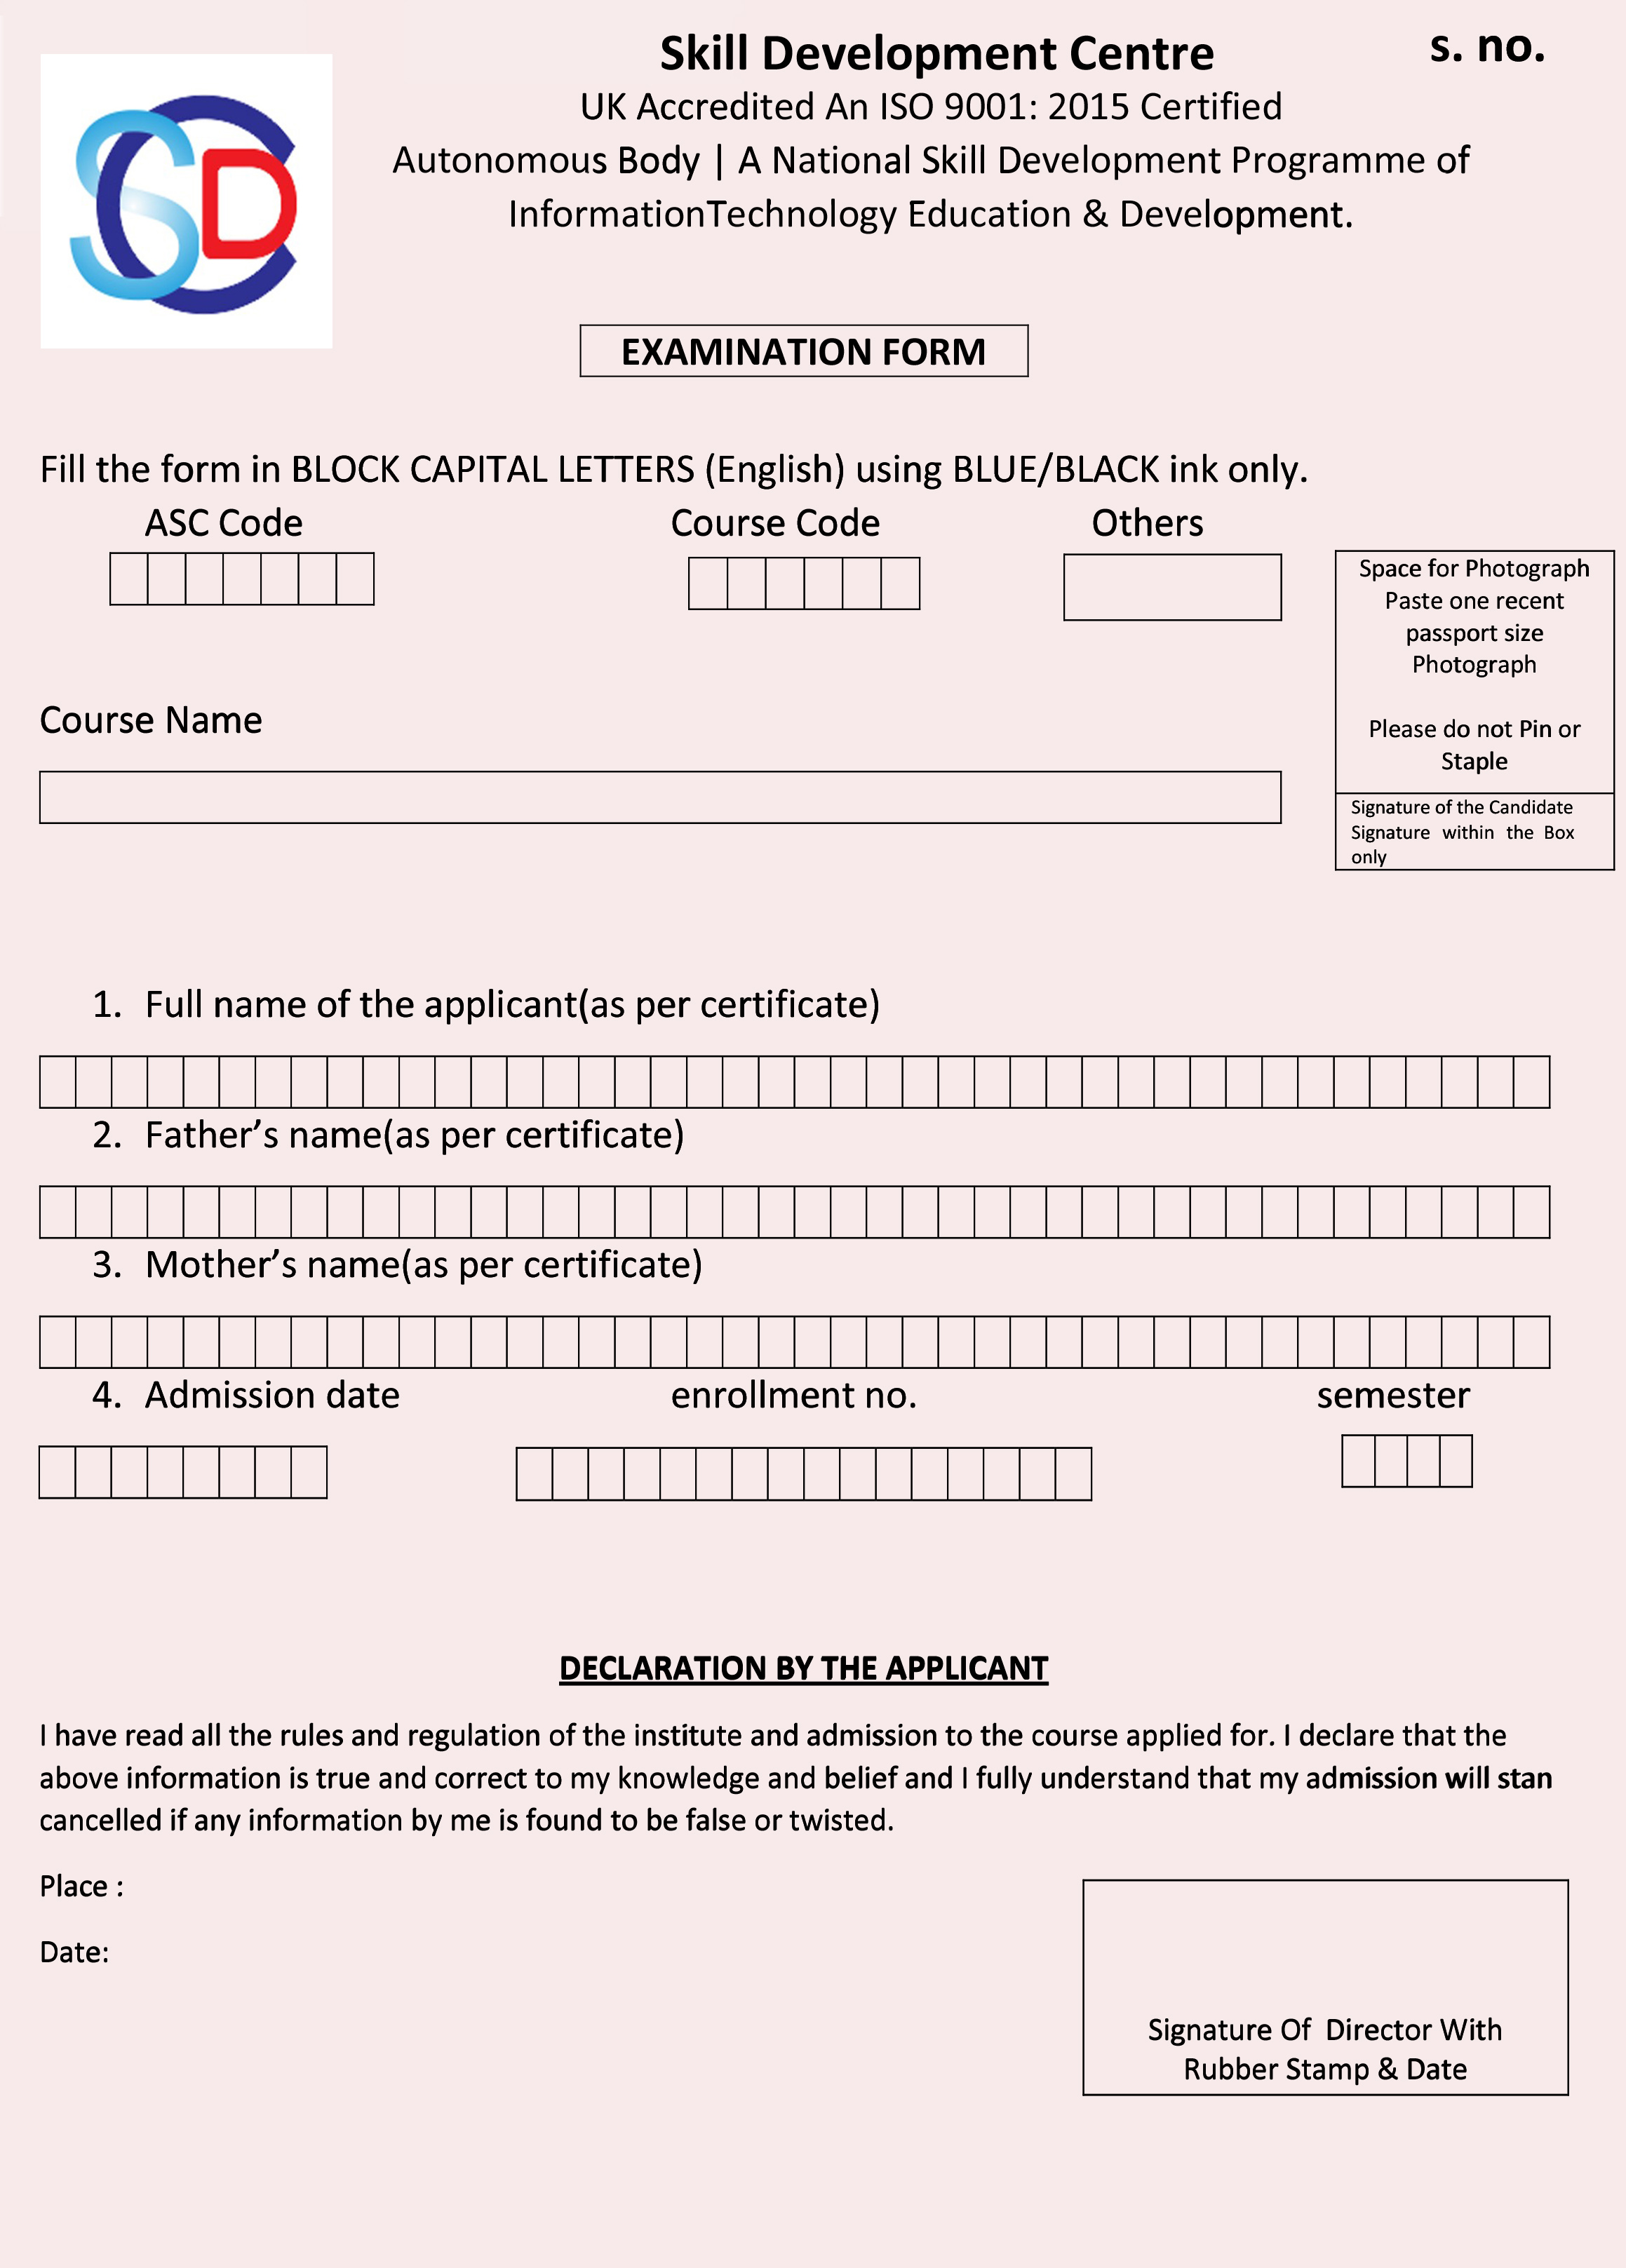 Skill Development Centre
s. no.
UK Accredited An ISO 9001: 2015 Certified
Autonomous Body | A National Skill Development Programme of
InformationTechnology Education & Development.
SCD
EXAMINATION FORM
Fill the form in BLOCK CAPITAL LETTERS (English) using BLUE/BLACK ink only.
ASC Code
Course Code
Others
Space for Photograph
Paste one recent
passport size
Photograph
Please do not Pin or
Staple
Signature of the Candidate
Signature within the Box
only
Course Name
1. Full name of the applicant(as per certificate)
2. Father’s name(as per certificate)
3. Mother’s name(as per certificate)
4. Admission date
enrollment no.
semester
DECLARATION BY THE APPLICANT
I have read all the rules and regulation of the institute and admission to the course applied for. I declare that the
above information is true and correct to my knowledge and belief and I fully understand that my admission will stan
cancelled if any information by me is found to be false or twisted.
Place :
Date:
Signature Of Director With
Rubber Stamp & Date